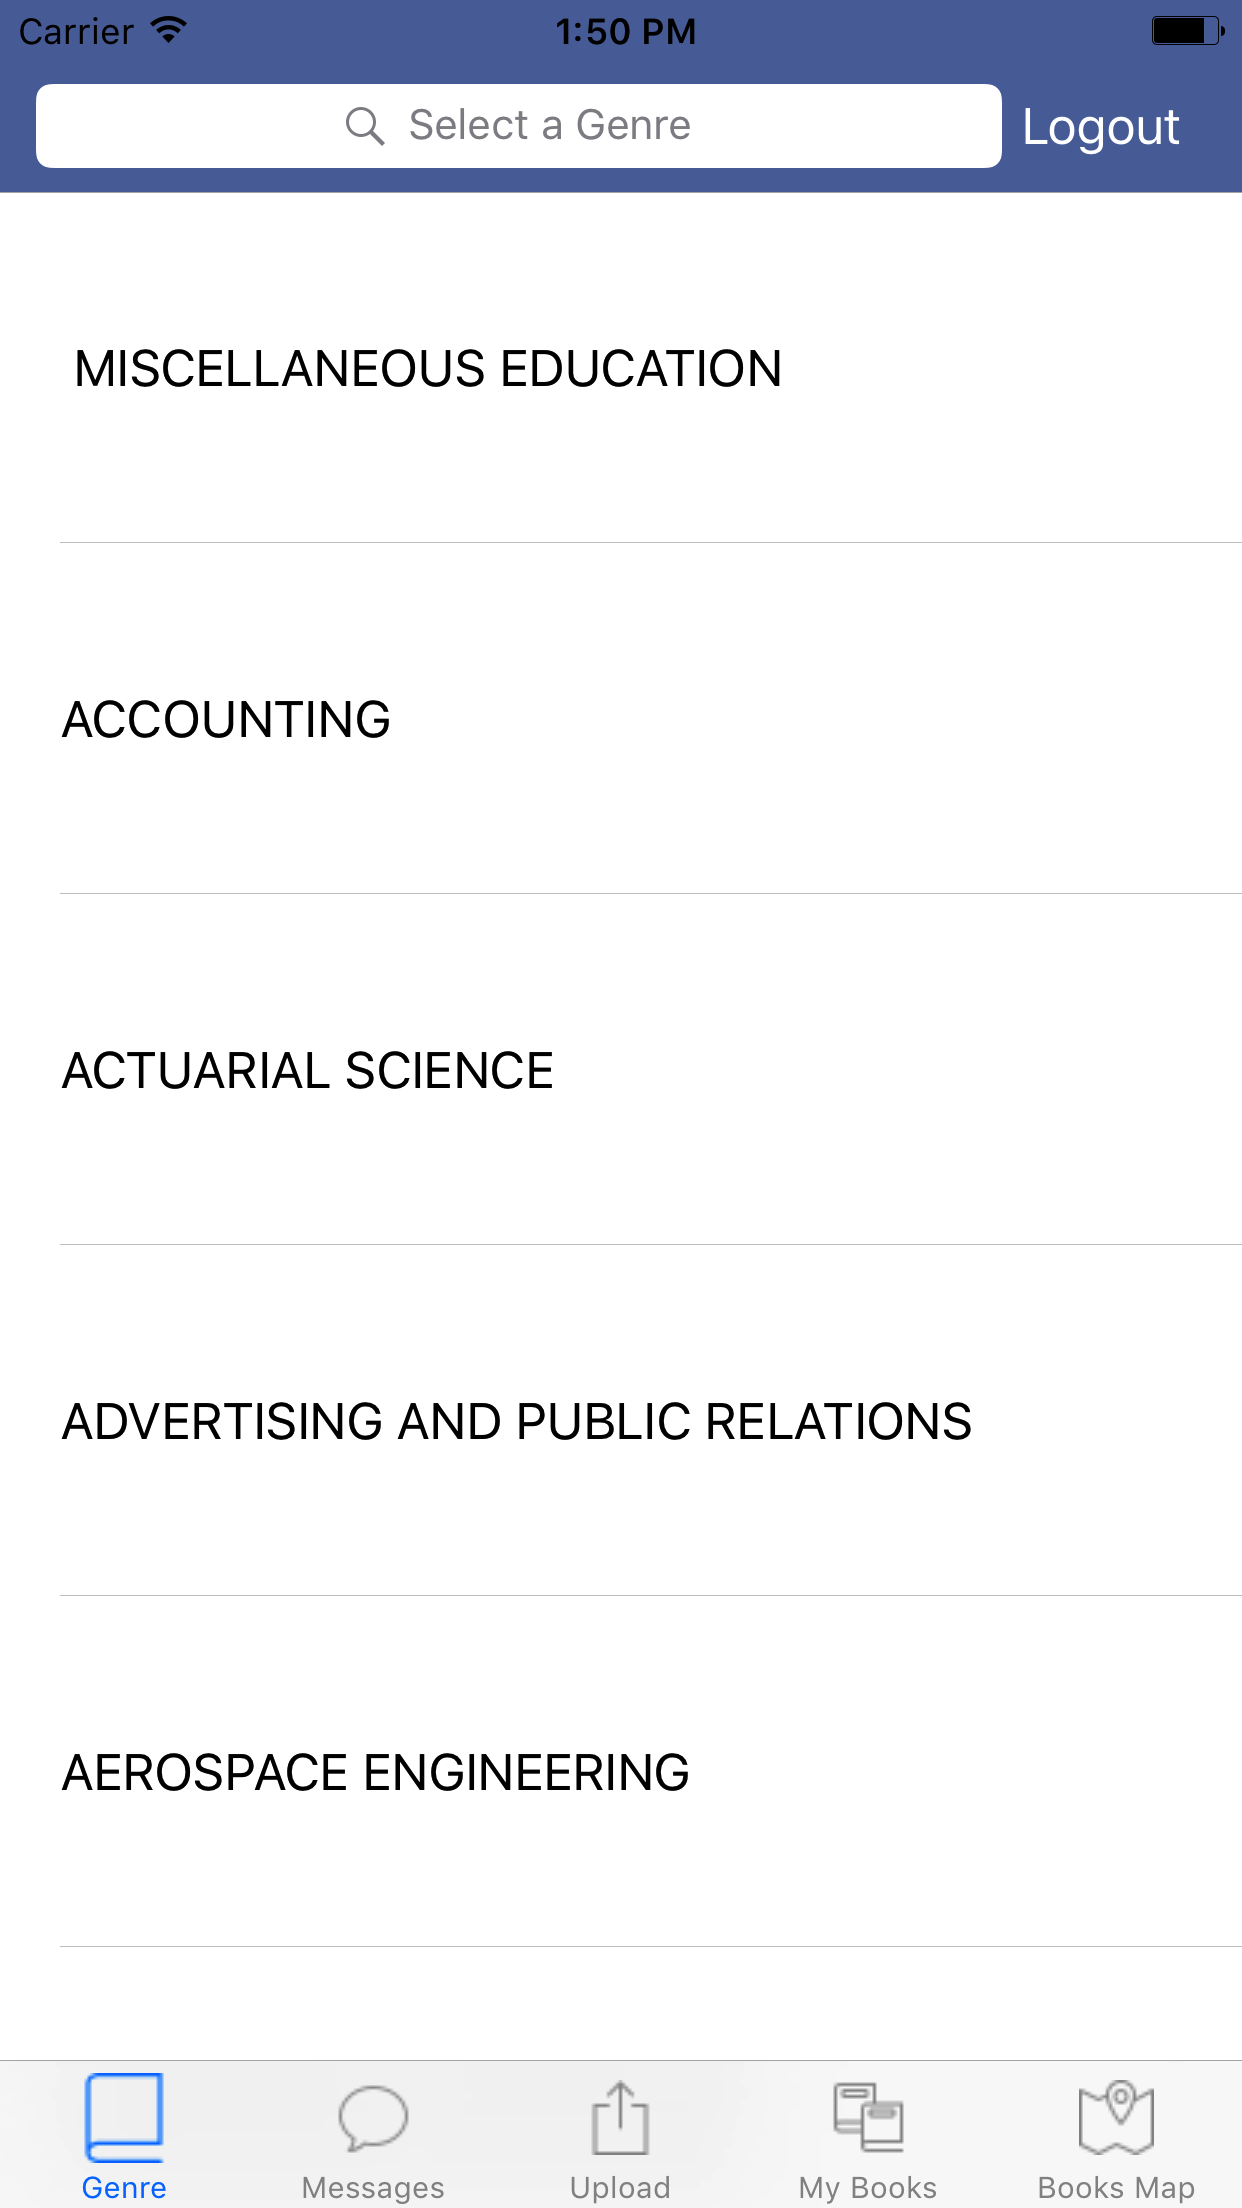 Carrier 1:50 PM
Select a Genre Logout
MISCELLANEOUS EDUCATION
ACCOUNTING
ACTUARIAL SCIENCE
ADVERTISING AND PUBLIC RELATIONS
AEROSPACE ENGINEERING
Genre Messages Upload My Books Books Map